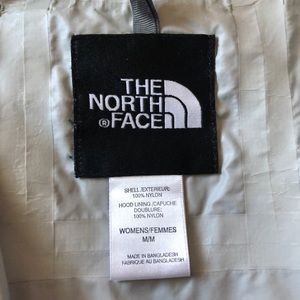 THE
NORTH
® FACE
SHELL /EXTERIEUR:
100% NYLON
HOOD LINING /CAPUCHE
DOUBLURE:
100% NYLON
WOMENS/FEMMES
M/M
MADE IN BANGLADESH
FABRIQUE AU BANGLADESH